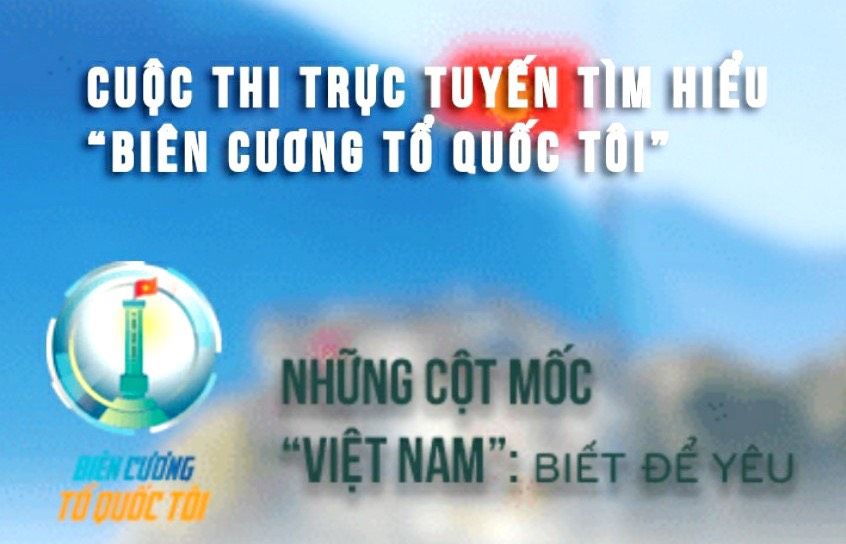 CUỘC THI TRỰC TUYẾN TÌM HIỂU
“BIÊN CƯƠNG TỔ QUỐC TÔI”
NHỮNG CỘT MỐC
“VIỆT NAM”: BIẾT ĐỂ YÊU
BIÊN CƯƠNG
TỔ QUỐC TÔI